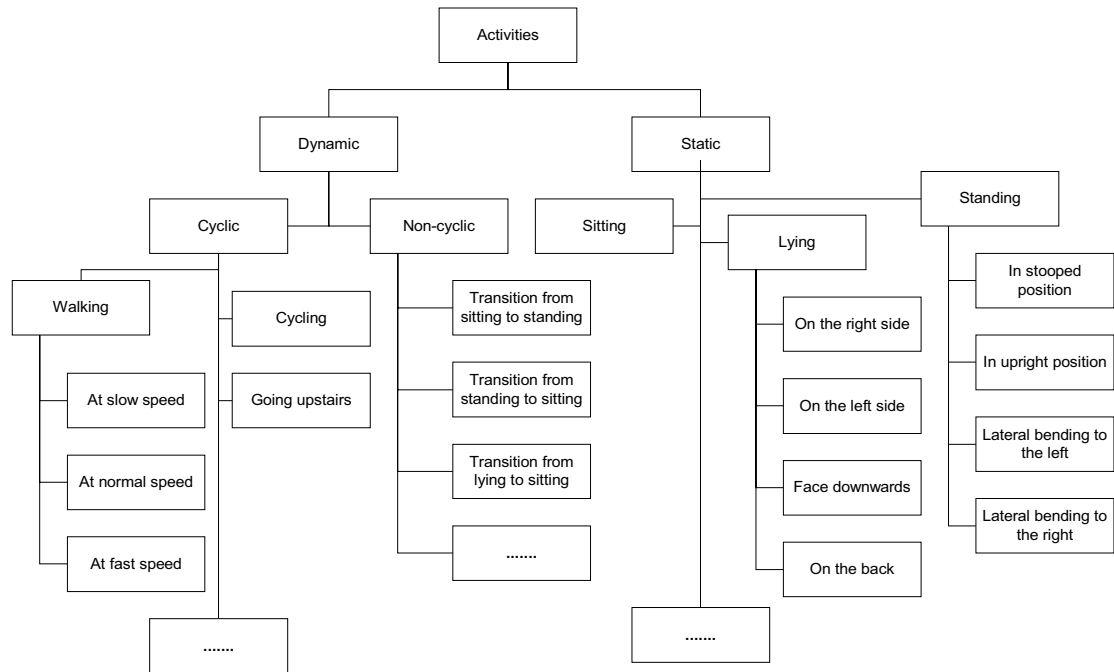 Activities
Dynamic
Static
Cyclic
Non-cyclic
Sitting
Standing
Lying
Walking
Cycling
Going upstairs
At slow speed
At normal speed
At fast speed
.......
Transition from
sitting to standing
Transition from
standing to sitting
Transition from
lying to sitting
.......
On the right side
On the left side
Face downwards
On the back
.......
In stooped
position
In upright position
Lateral bending to
the left
Lateral bending to
the right